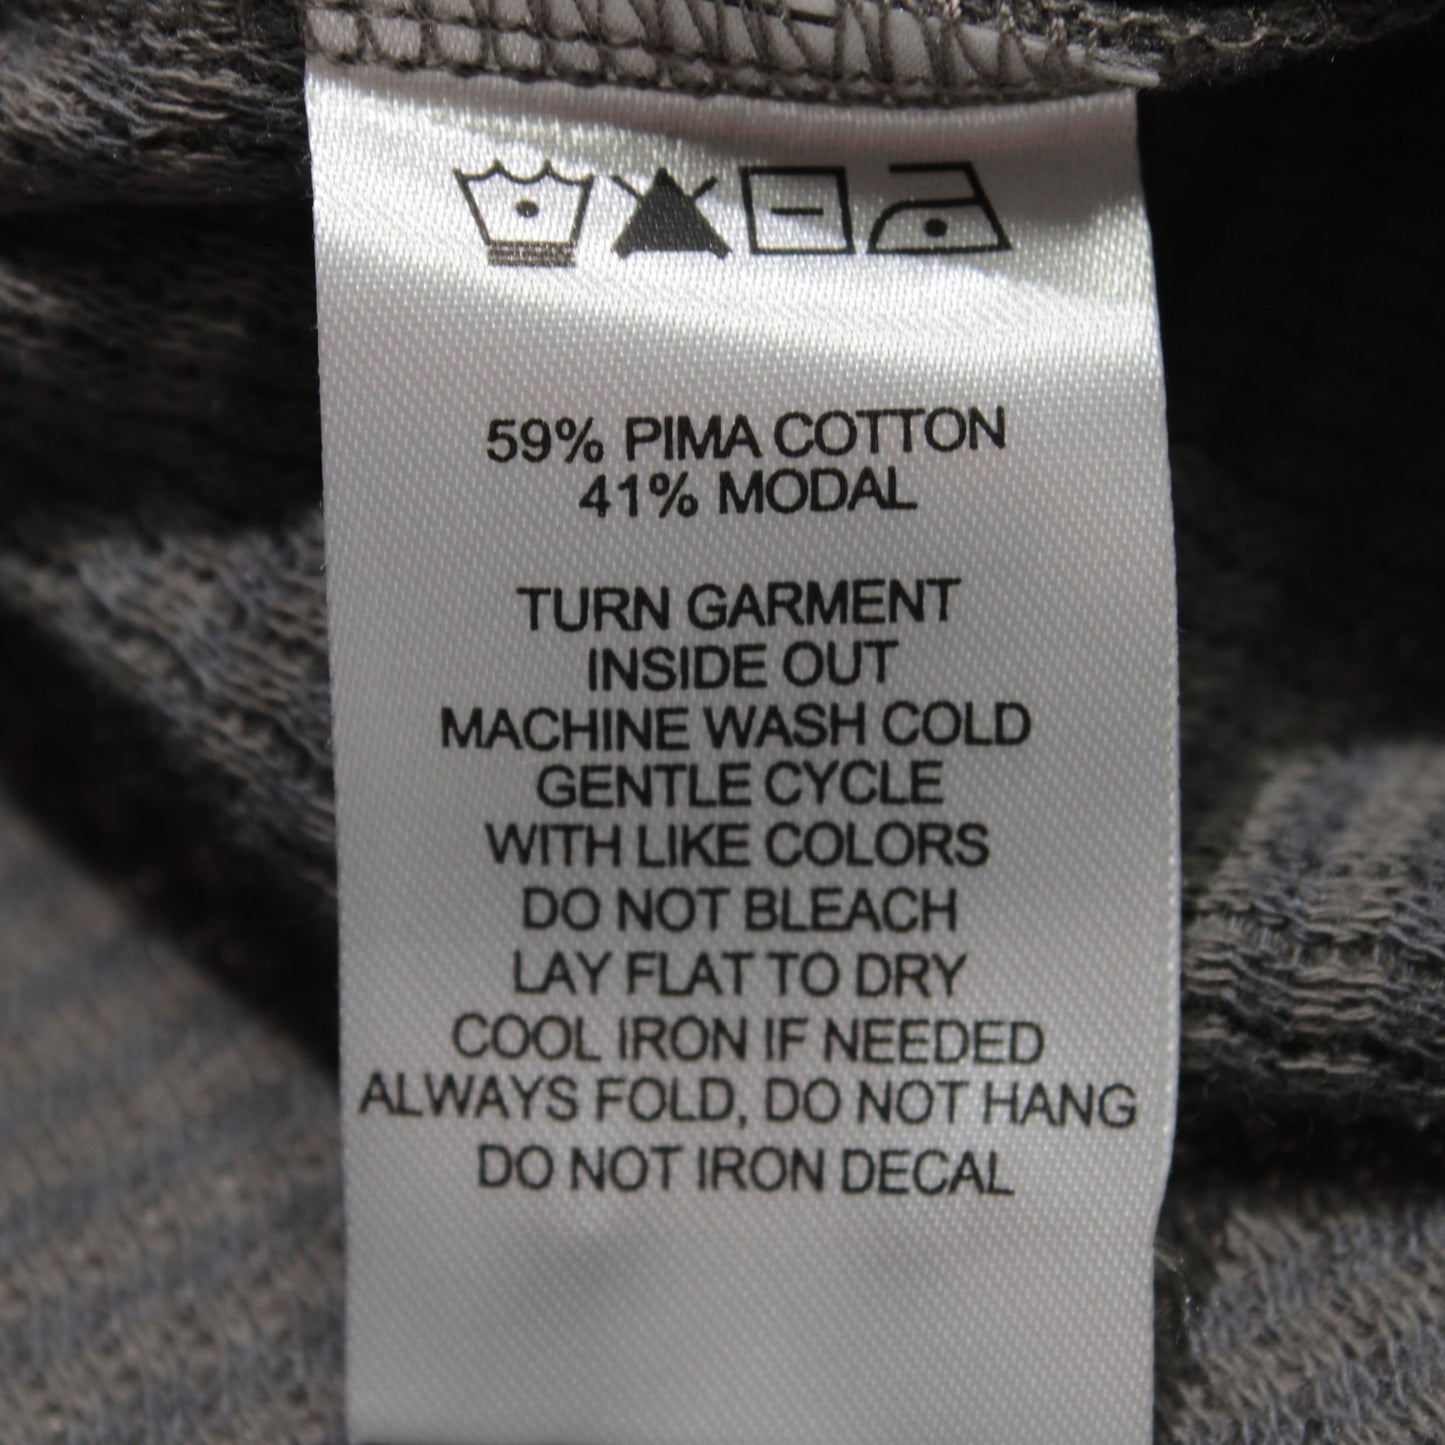 59% PIMA COTTON
41% MODAL
TURN GARMENT
INSIDE OUT
MACHINE WASH COLD
GENTLE CYCLE
WITH LIKE COLORS
DO NOT BLEACH
LAY FLAT TO DRY
COOL IRON IF NEEDED
ALWAYS FOLD, DO NOT HANG
DO NOT IRON DECAL